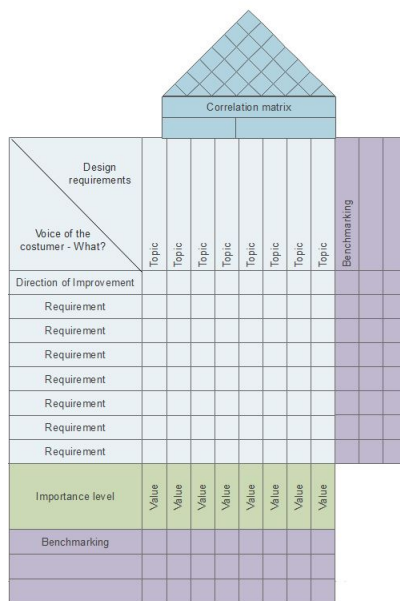 Correlation matrix
Design
requirements
Voice of the
costumer - What?
Topic
Topic
Topic
Topic
Topic
Topic
Topic
Topic
Benchmarking
Direction of Improvement
Requirement
Requirement
Requirement
Requirement
Requirement
Requirement
Requirement
Importance level
Value
Value
Value
Value
Value
Value
Value
Value
Benchmarking